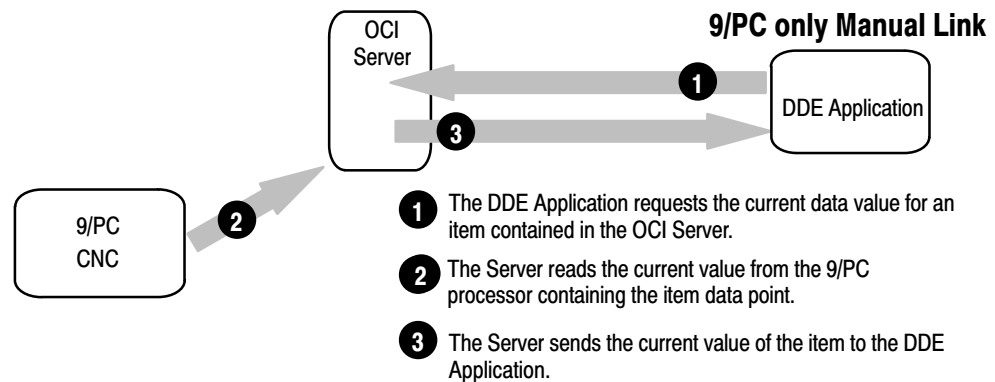 9/PC only Manual Link
OCI
Server
1
DDE Application
3
2
9/PC
CNC
1 The DDE Application requests the current data value for an
item contained in the OCI Server.
2 The Server reads the current value from the 9/PC
processor containing the item data point.
3 The Server sends the current value of the item to the DDE
Application.